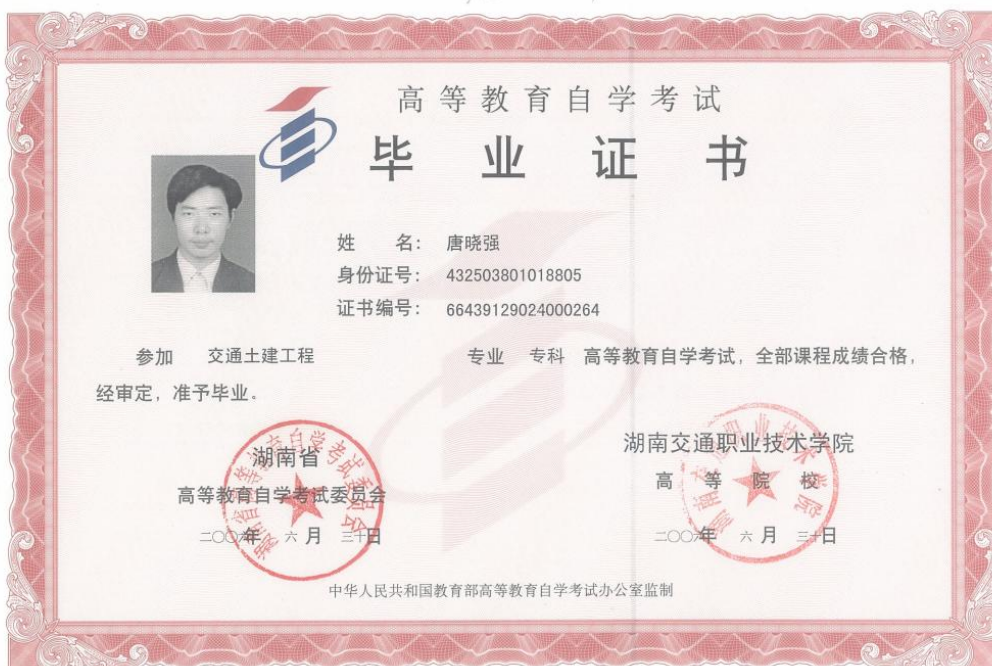 高等教育自学考试
毕业证书
姓 名： 唐晓强
身份证号： 432503801018805
证书编号： 66439129024000264
参加 交通土建工程 专业 专科 高等教育自学考试，全部课程成绩合格，
经审定，准予毕业。
湖南省
高等教育自学考试委员会
二〇〇六年 六 月 三十日
湖南交通职业技术学院
高等院校
二〇〇六年 六 月 三十日
中华人民共和国教育部高等教育自学考试办公室监制